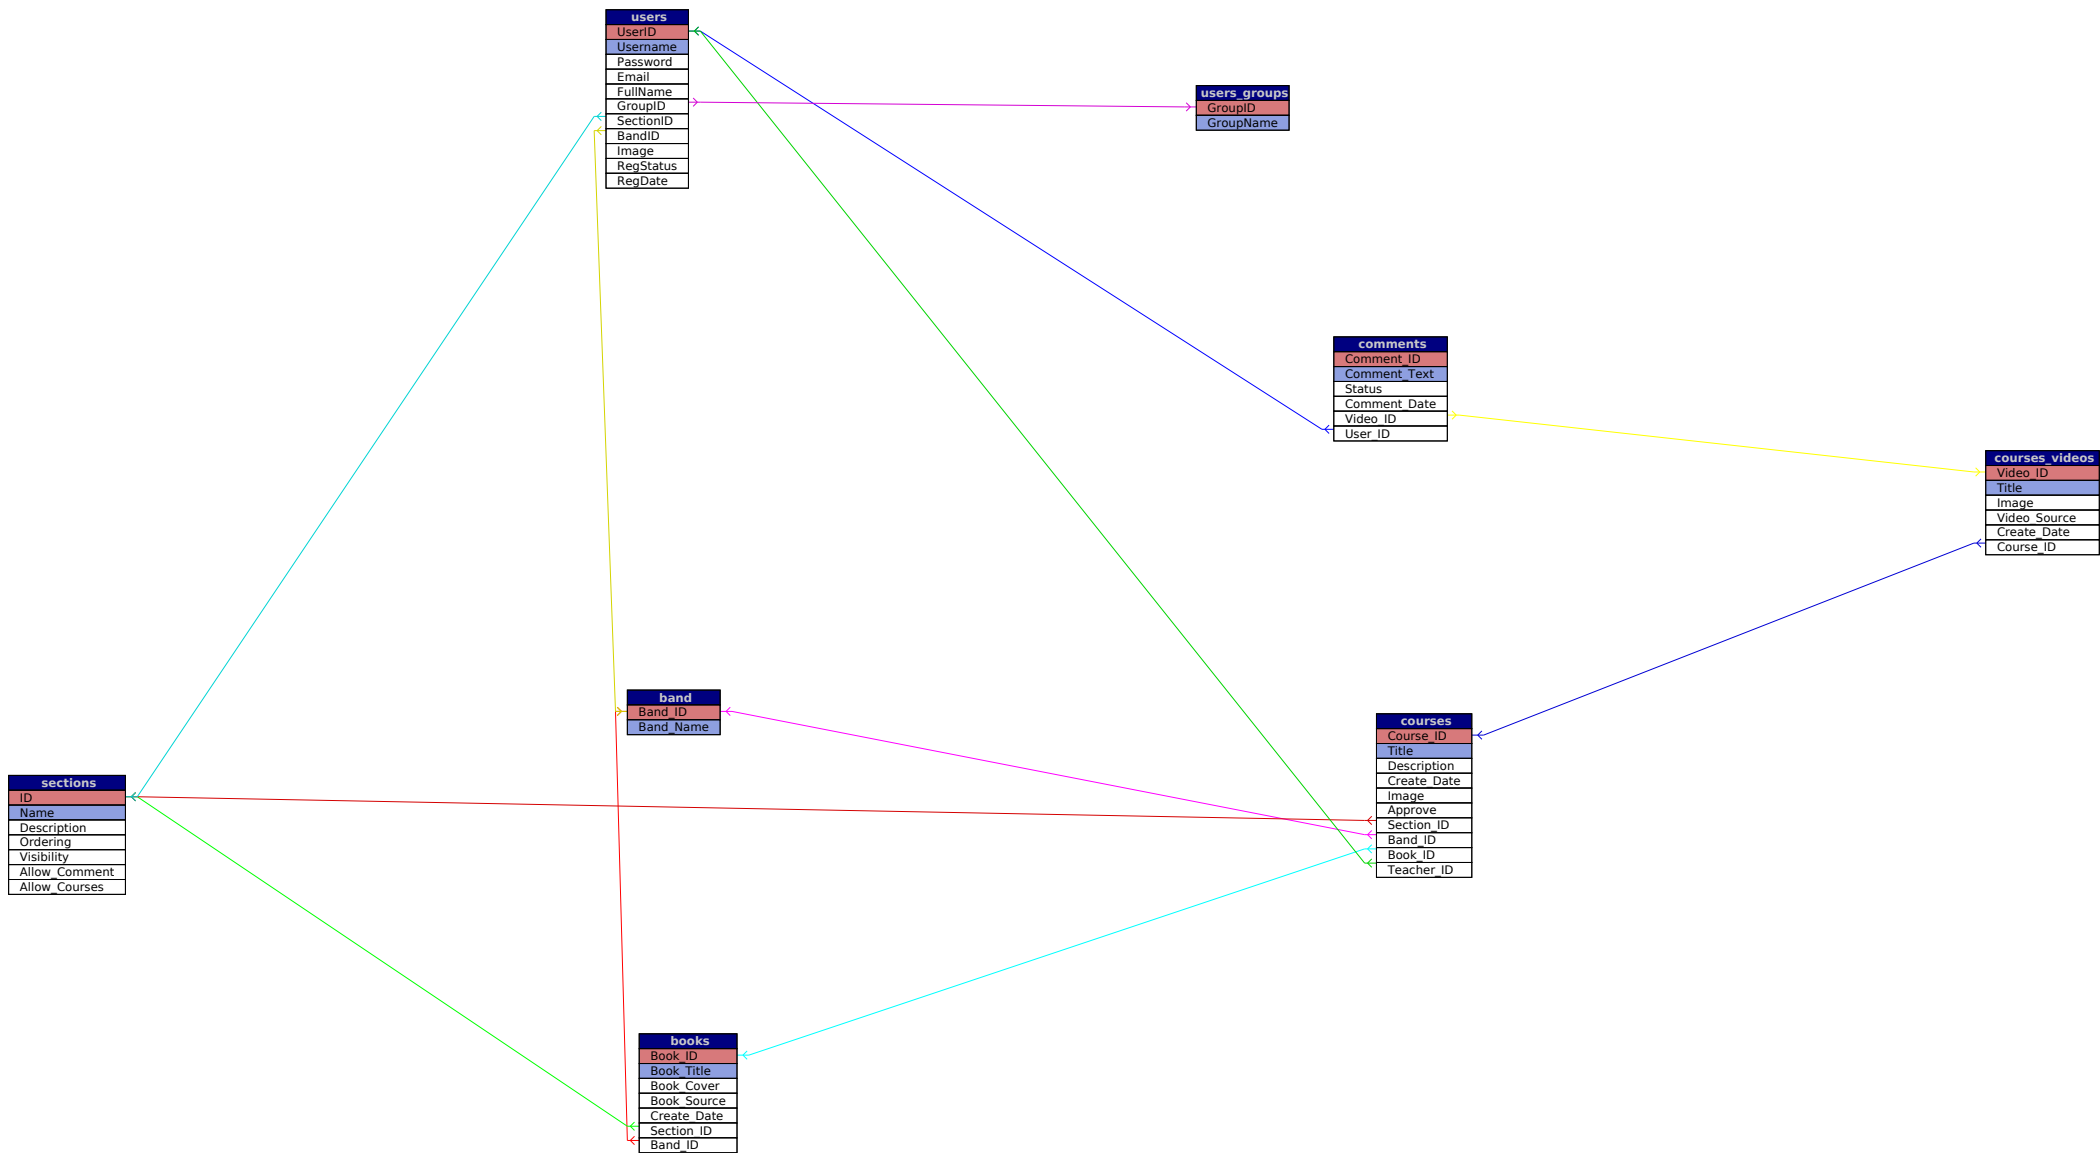 users
UserID
Username
Password
Email
FullName
GroupID
SectionID
BandID
Image
RegStatus
RegDate
users_groups
GroupID
GroupName
comments
Comment_ID
Comment_Text
Status
Comment_Date
Video_ID
User_ID
courses_videos
Video_ID
Title
Image
Video_Source
Create_Date
Course_ID
band
Band_ID
Band_Name
courses
Course_ID
Title
Description
Create_Date
Image
Approve
Section_ID
Band_ID
Book_ID
Teacher_ID
sections
ID
Name
Description
Ordering
Visibility
Allow_Comment
Allow_Courses
books
Book_ID
Book_Title
Book_Cover
Book_Source
Create_Date
Section_ID
Band_ID